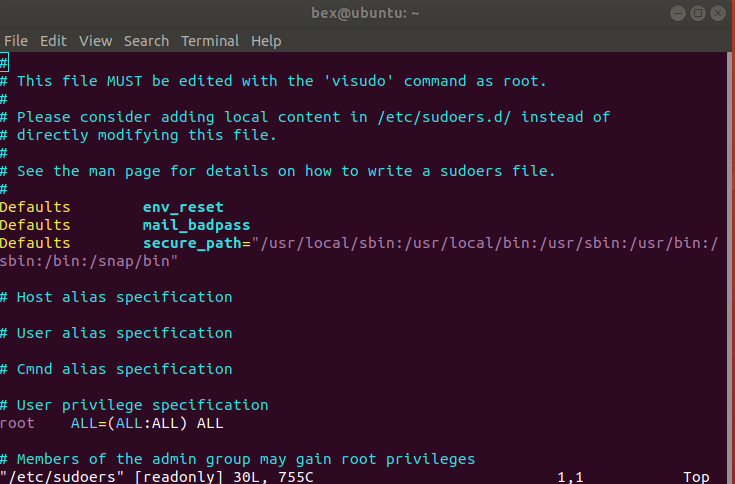 bex@ubuntu: ~
File Edit View Search Terminal Help
#
# This file MUST be edited with the 'visudo' command as root.
#
# Please consider adding local content in /etc/sudoers.d/ instead of
# directly modifying this file.
#
# See the man page for details on how to write a sudoers file.
#
Defaults        env_reset
Defaults        mail_badpass
Defaults        secure_path="/usr/local/sbin:/usr/local/bin:/usr/sbin:/usr/bin:/
sbin:/bin:/snap/bin"
# Host alias specification
# User alias specification
# Cmnd alias specification
# User privilege specification
root    ALL=(ALL:ALL) ALL
# Members of the admin group may gain root privileges
"/etc/sudoers" [readonly] 30L, 755C                           1,1           Top